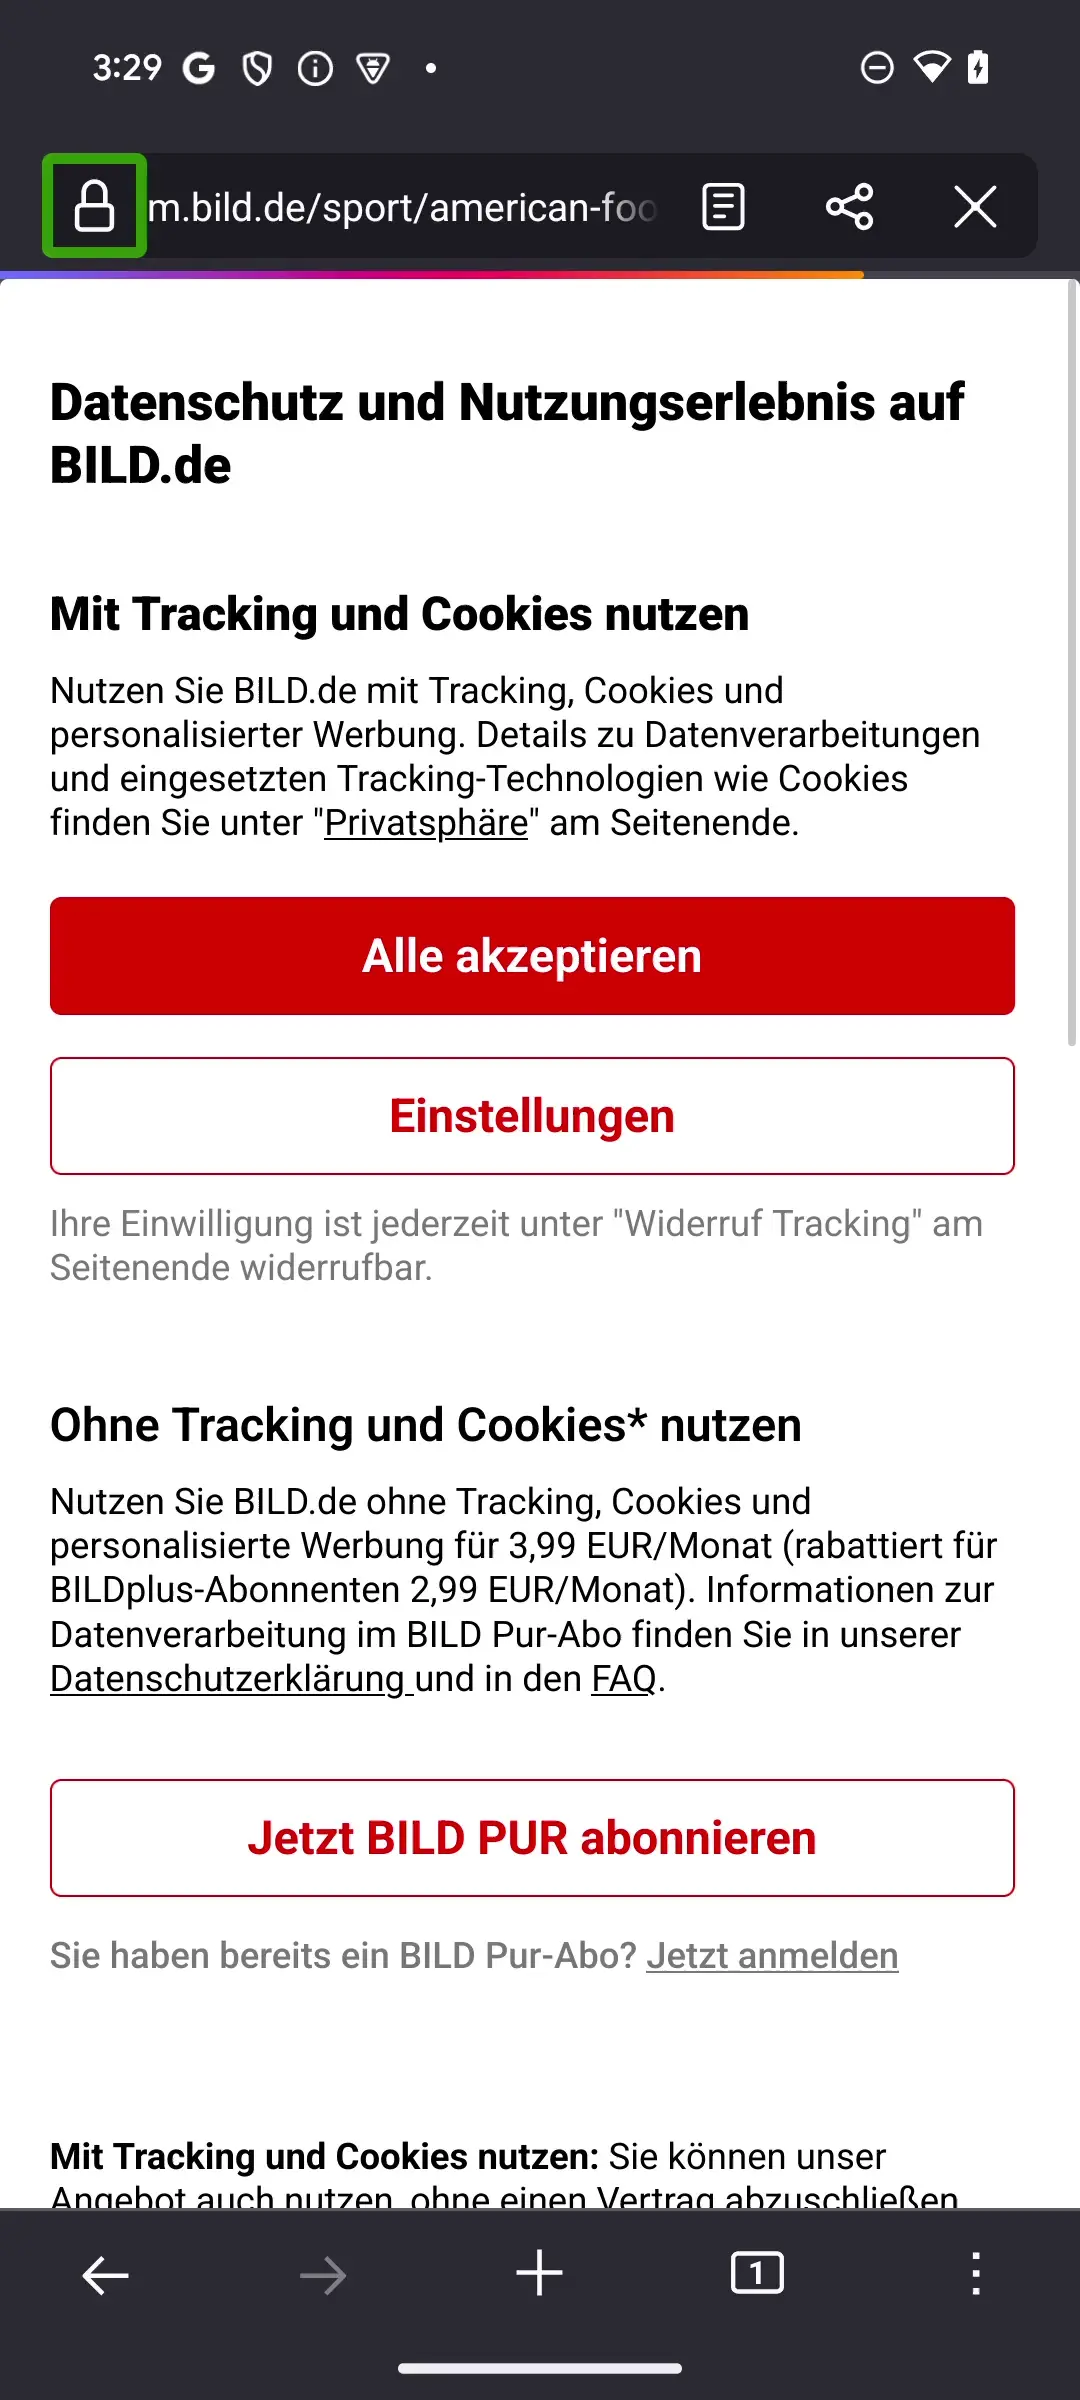 3:29
m.bild.de/sport/american-foo
Datenschutz und Nutzungserlebnis auf
BILD.de
Mit Tracking und Cookies nutzen
Nutzen Sie BILD.de mit Tracking, Cookies und
personalisierter Werbung. Details zu Datenverarbeitungen
und eingesetzten Tracking-Technologien wie Cookies
finden Sie unter "Privatsphäre" am Seitenende.
Alle akzeptieren
Einstellungen
Ihre Einwilligung ist jederzeit unter "Widerruf Tracking" am
Seitenende widerrufbar.
Ohne Tracking und Cookies* nutzen
Nutzen Sie BILD.de ohne Tracking, Cookies und
personalisierte Werbung für 3,99 EUR/Monat (rabattiert für
BILDplus-Abonnenten 2,99 EUR/Monat). Informationen zur
Datenverarbeitung im BILD Pur-Abo finden Sie in unserer
Datenschutzerklärung und in den FAQ.
Jetzt BILD PUR abonnieren
Sie haben bereits ein BILD Pur-Abo? Jetzt anmelden
Mit Tracking und Cookies nutzen: Sie können unser
Angebot auch nutzen, ohne einen Vertrag abzuschließen
1